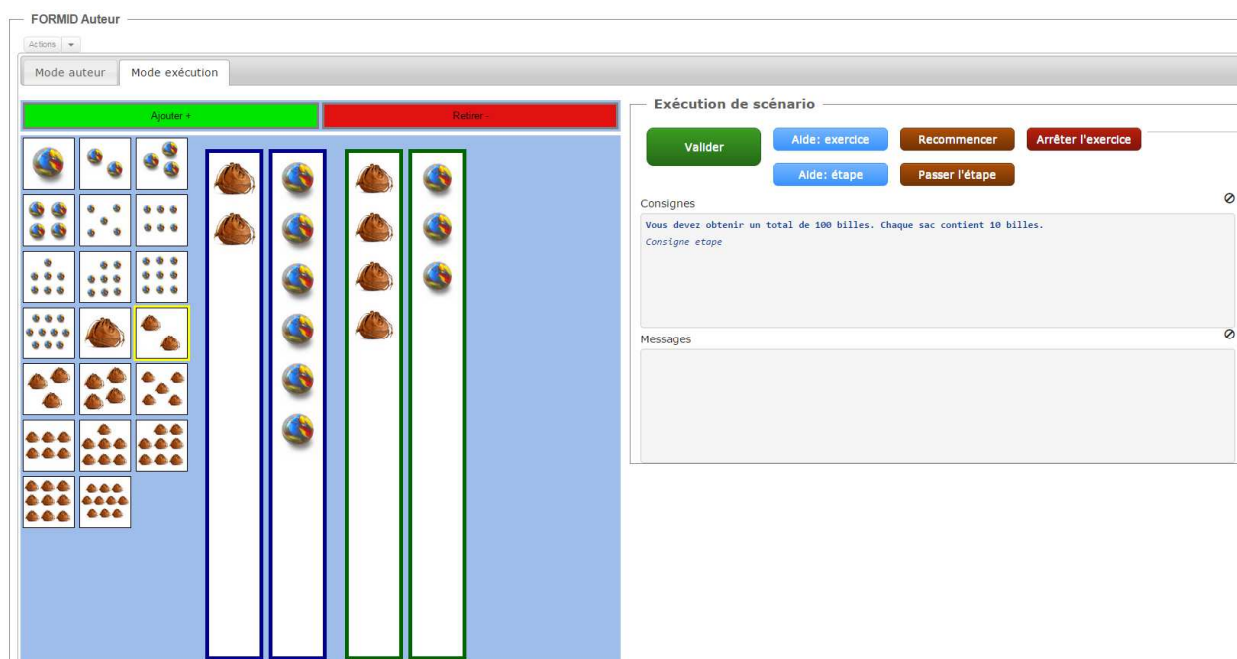 FORMID Auteur
Actions
Mode auteur
Mode exécution
Ajouter +
Retirer -
Exécution de scénario
Valider
Aide: exercice
Recommencer
Arrêter l'exercice
Aide: étape
Passer l'étape
Consignes
Vous devez obtenir un total de 100 billes. Chaque sac contient 10 billes.
Consigne etape
Messages